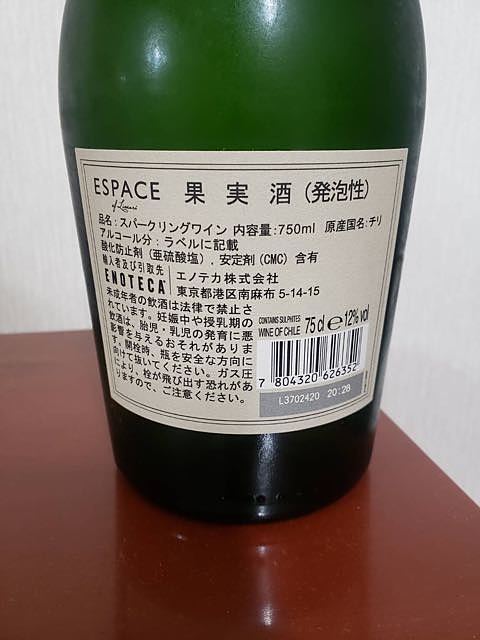 ESPACE 果実酒（発泡性）
of Limari
品名:スパークリングワイン 内容量:750ml 原産国名:チリ
アルコール分:ラベルに記載
酸化防止剤（亜硫酸塩）,安定剤（CMC）含有
輸入者及び引取先
ENOTECA エノテカ株式会社
東京都港区南麻布 5-14-15
未成年者の飲酒は法律で禁止さ
れています。妊娠中や授乳期の
飲酒は、胎児・乳児の発育に悪
影響を与えるおそれがありま
す。開栓時、瓶を安全な方向に
向けて抜いてください。ガス圧
により、栓が飛び出す恐れがあ
りますので、ご注意ください。
CONTAINS SULPHITES
WINE OF CHILE 75cl e 12%vol
7 804320 626352
L3702420 20:28